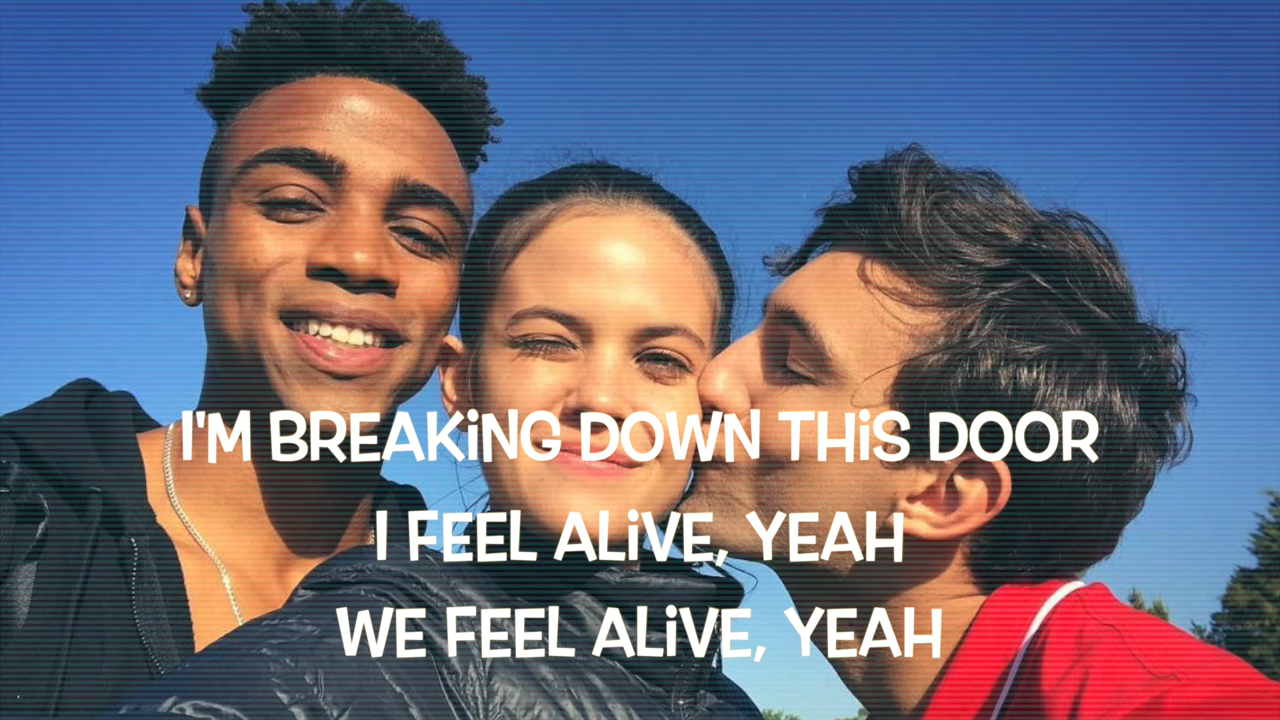 I'M BREAKiNG DOWN THiS DOOR
I FEEL ALiVE, YEAH
WE FEEL ALiVE, YEAH